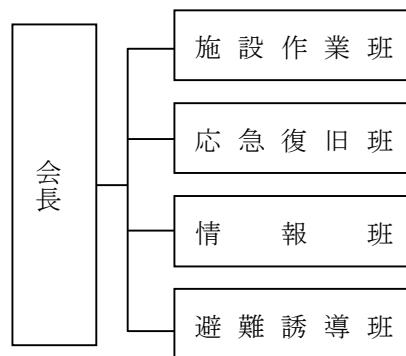 会長
施設作業班
応急復旧班
情報班
避難誘導班